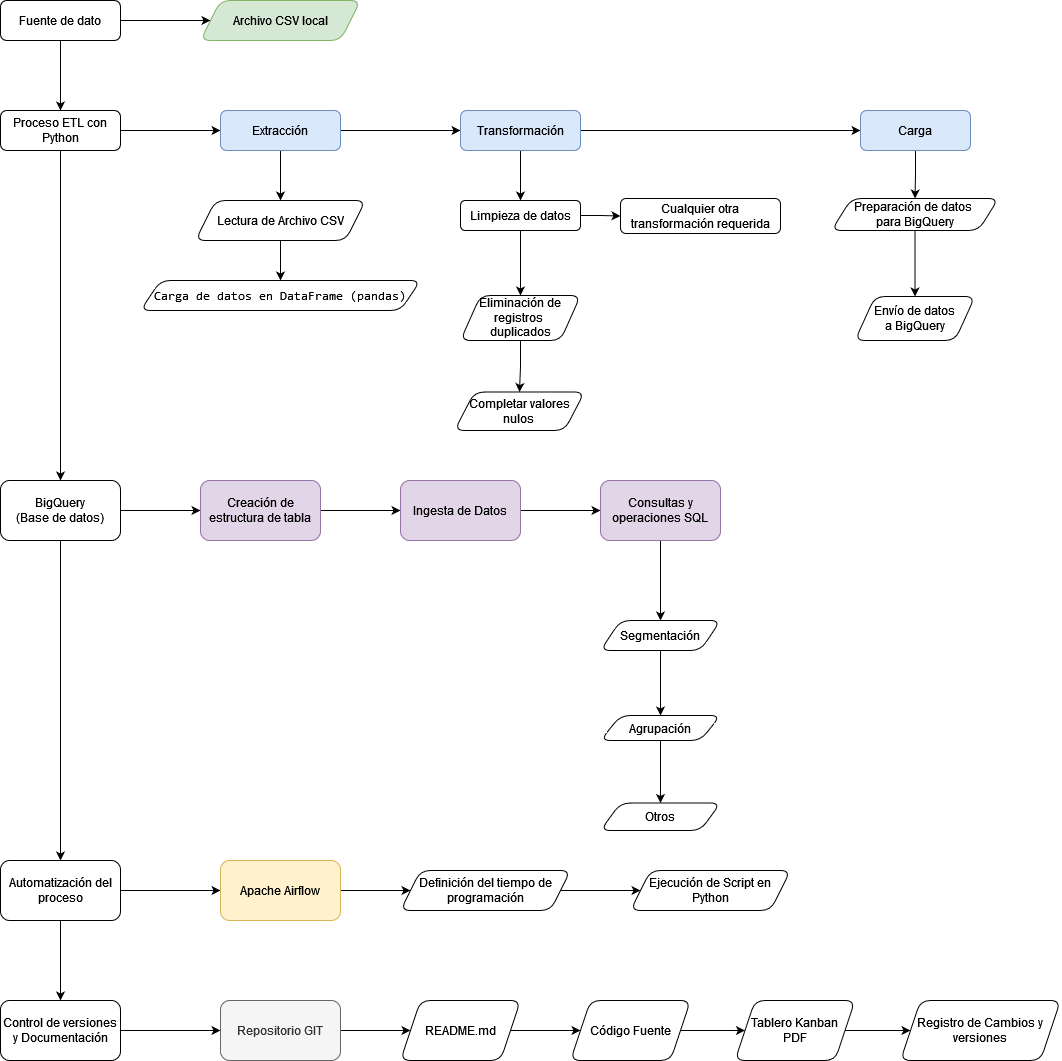 Fuente de dato
Archivo CSV local
Proceso ETL con
Python
Extracción
Transformación
Carga
Lectura de Archivo CSV
Carga de datos en DataFrame (pandas)
Limpieza de datos
Cualquier otra
transformación requerida
Eliminación de
registros
duplicados
Completar valores
nulos
Preparación de datos
para BigQuery
Envío de datos
a BigQuery
BigQuery
(Base de datos)
Creación de
estructura de tabla
Ingesta de Datos
Consultas y
operaciones SQL
Segmentación
Agrupación
Otros
Automatización del
proceso
Apache Airflow
Definición del tiempo de
programación
Ejecución de Script en
Python
Control de versiones
y Documentación
Repositorio GIT
README.md
Código Fuente
Tablero Kanban
PDF
Registro de Cambios y
versiones